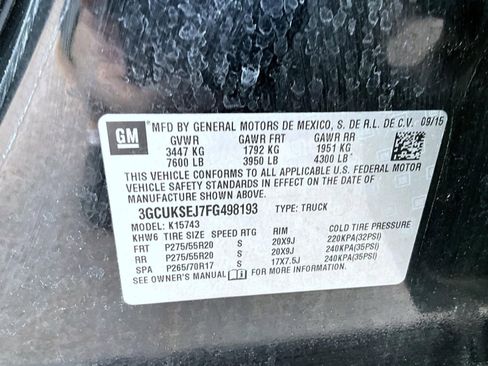 GM
MFD BY GENERAL MOTORS DE MEXICO, S. DE R.L. DE C.V. 09/15
GVWR GAWR FRT GAWR RR
3447 KG 1792 KG 1951 KG
7600 LB 3950 LB 4300 LB
THIS VEHICLE CONFORMS TO ALL APPLICABLE U.S. FEDERAL MOTOR
VEHICLE SAFETY STANDARDS IN EFFECT ON THE DATE OF
MANUFACTURE SHOWN ABOVE.
3GCUKSEJ7FG498193 TYPE: TRUCK
MODEL: K15743
KHW6 TIRE SIZE SPEED RTG RIM COLD TIRE PRESSURE
FRT P275/55R20 S 20X9J 220KPA(32PSI)
RR P275/55R20 S 20X9J 240KPA(35PSI)
SPA P265/70R17 S 17X7.5J 240KPA(35PSI)
SEE OWNER'S MANUAL FOR MORE INFORMATION.